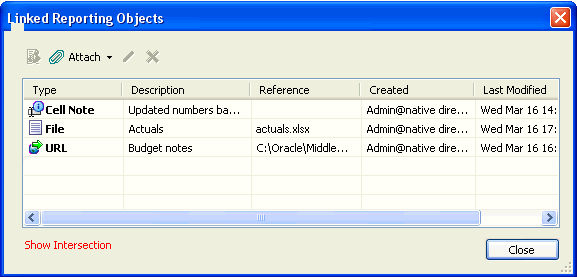 Linked Reporting Objects
Attach
Type Description Reference Created Last Modified
Cell Note Updated numbers ba... Admin@native dire... Wed Mar 16 14:
File Actuals actuals.xlsx Admin@native dire... Wed Mar 16 17:
URL Budget notes C:\Oracle\Middle... Admin@native dire... Wed Mar 16 16:
Show Intersection
Close